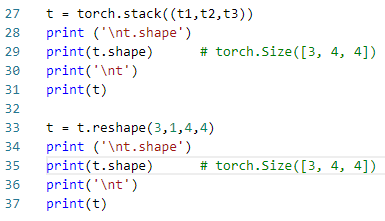 27 t = torch.stack((t1,t2,t3))
28 print ('\nt.shape')
29 print(t.shape) # torch.Size([3, 4, 4])
30 print('\nt')
31 print(t)
32
33 t = t.reshape(3,1,4,4)
34 print ('\nt.shape')
35 print(t.shape) # torch.Size([3, 4, 4])
36 print('\nt')
37 print(t)